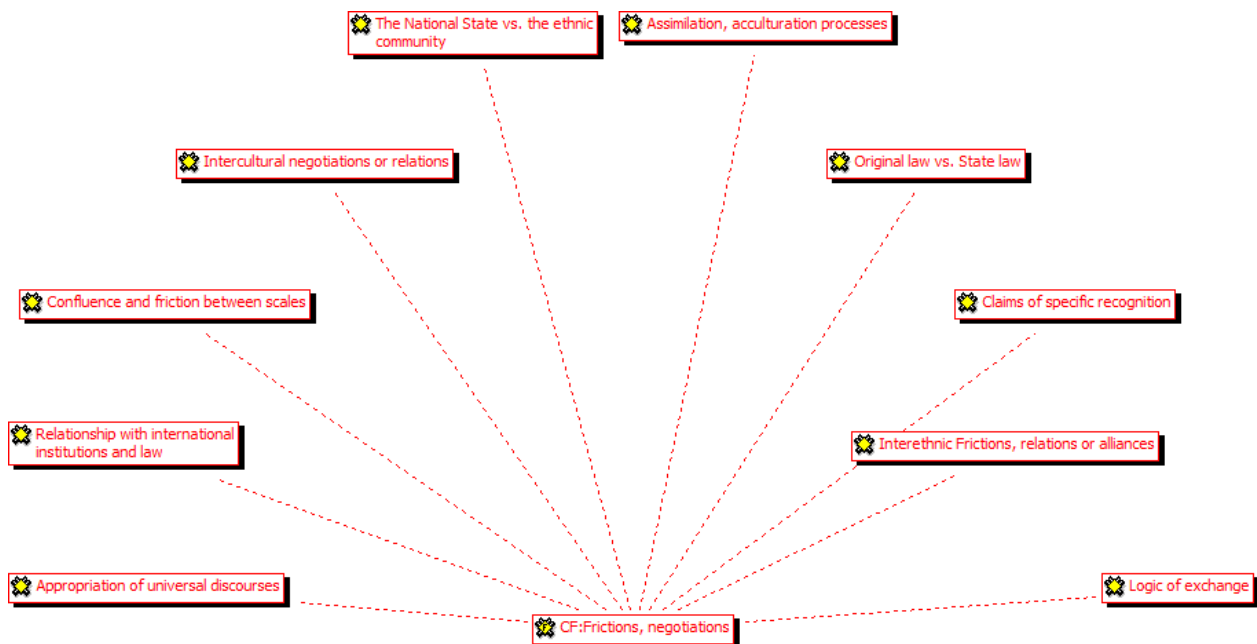 The National State vs. the ethnic
community
Assimilation, acculturation processes
Intercultural negotiations or relations
Original law vs. State law
Confluence and friction between scales
Claims of specific recognition
Relationship with international
institutions and law
Interethnic Frictions, relations or alliances
Appropriation of universal discourses
Logic of exchange
CF:Frictions, negotiations